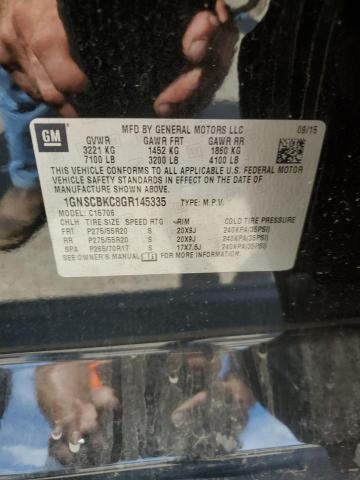 GM
MFD BY GENERAL MOTORS LLC
09/15
GVWR GAWR FRT GAWR RR
3221 KG 1452 KG 1860 KG
7100 LB 3200 LB 4100 LB
THIS VEHICLE CONFORMS TO ALL APPLICABLE U.S. FEDERAL MOTOR
VEHICLE SAFETY STANDARDS IN EFFECT ON THE DATE OF
MANUFACTURE SHOWN ABOVE.
1GNSCBKC8GR145335 TYPE: M.P.V.
MODEL: C15706
CHLN TIRE SIZE SPEED RTG RIM COLD TIRE PRESSURE
FRT P275/55R20 S 20X9J 240KPA(35PSI)
RR P275/55R20 S 20X9J 240KPA(35PSI)
SPA P265/70R17 S 17X7.5J 240KPA(35PSI)
SEE OWNER'S MANUAL FOR MORE INFORMATION.